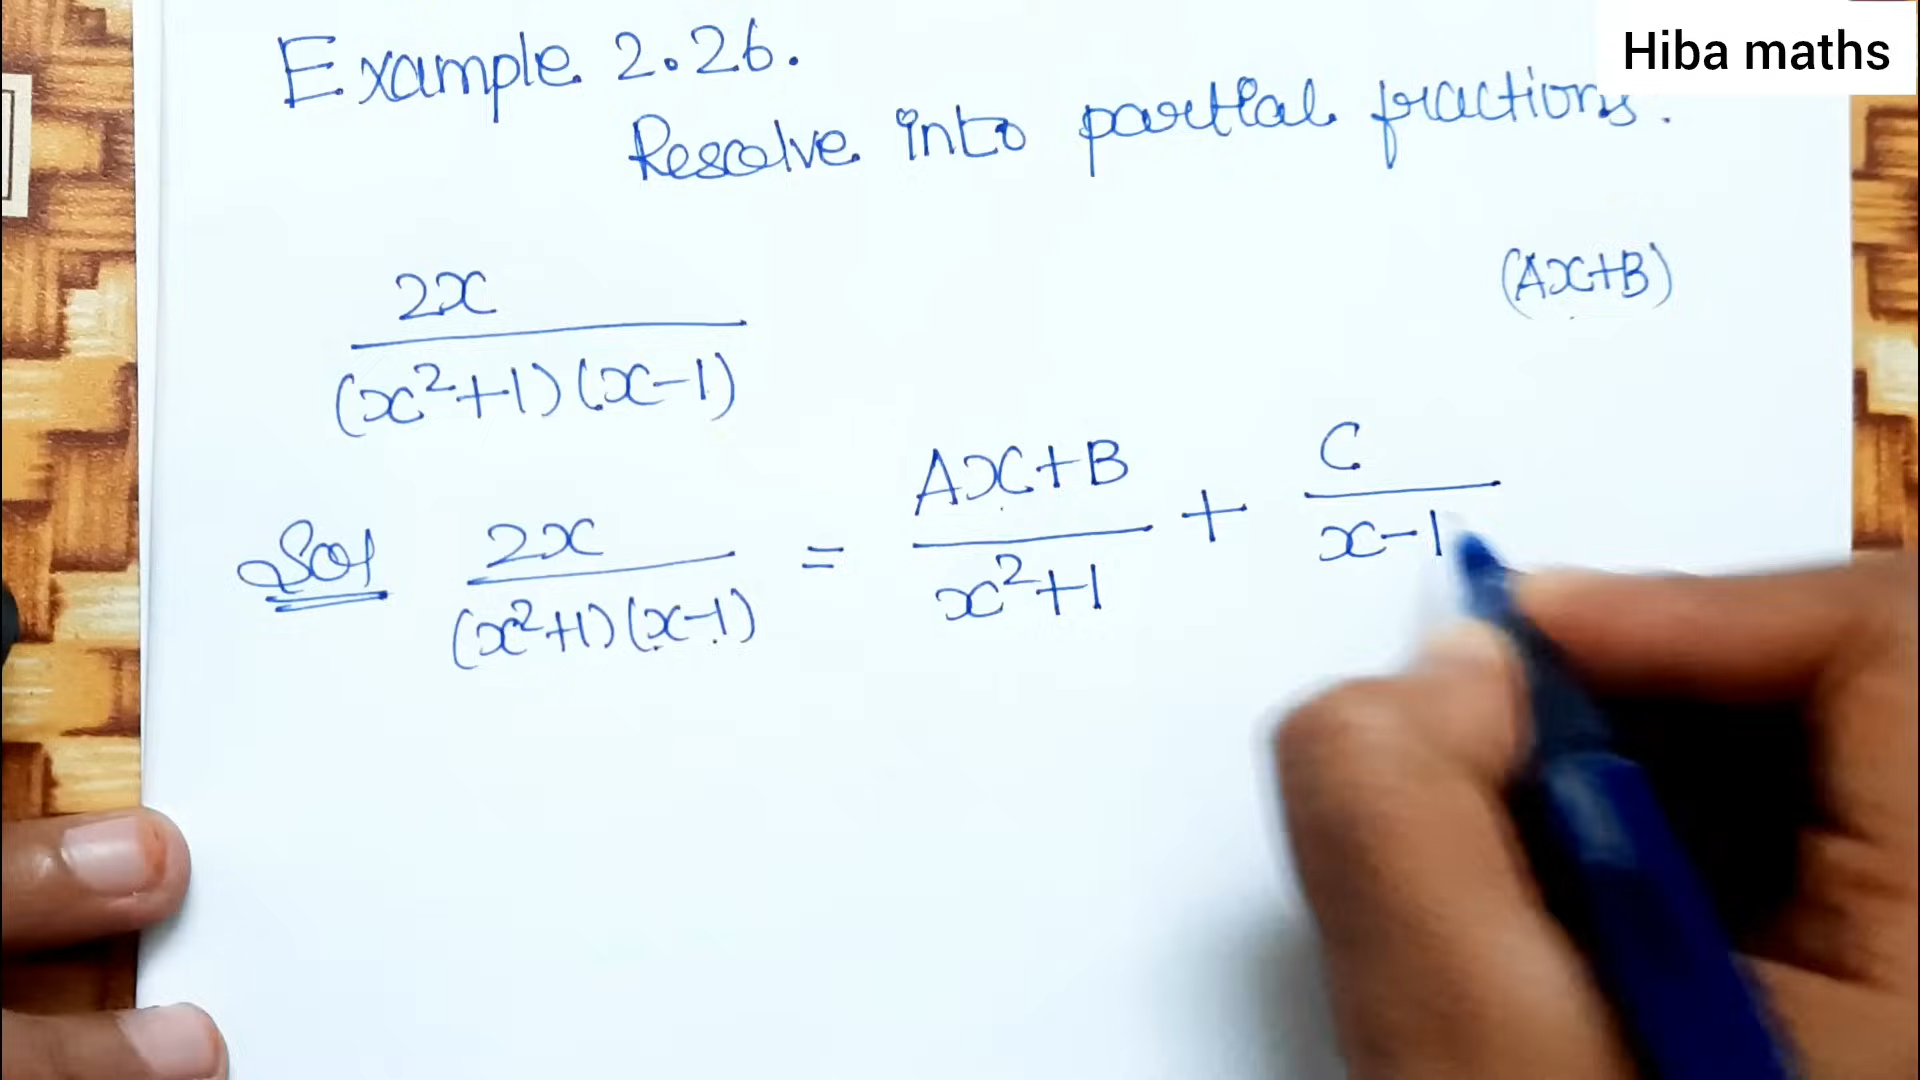 Hiba maths
Example 2.26.
Resolve into partial fractions.
2x
(x²+1)(x-1)
(Ax+B)
Sol 2x / (x²+1)(x-1) = Ax+B / x²+1 + C / x-1